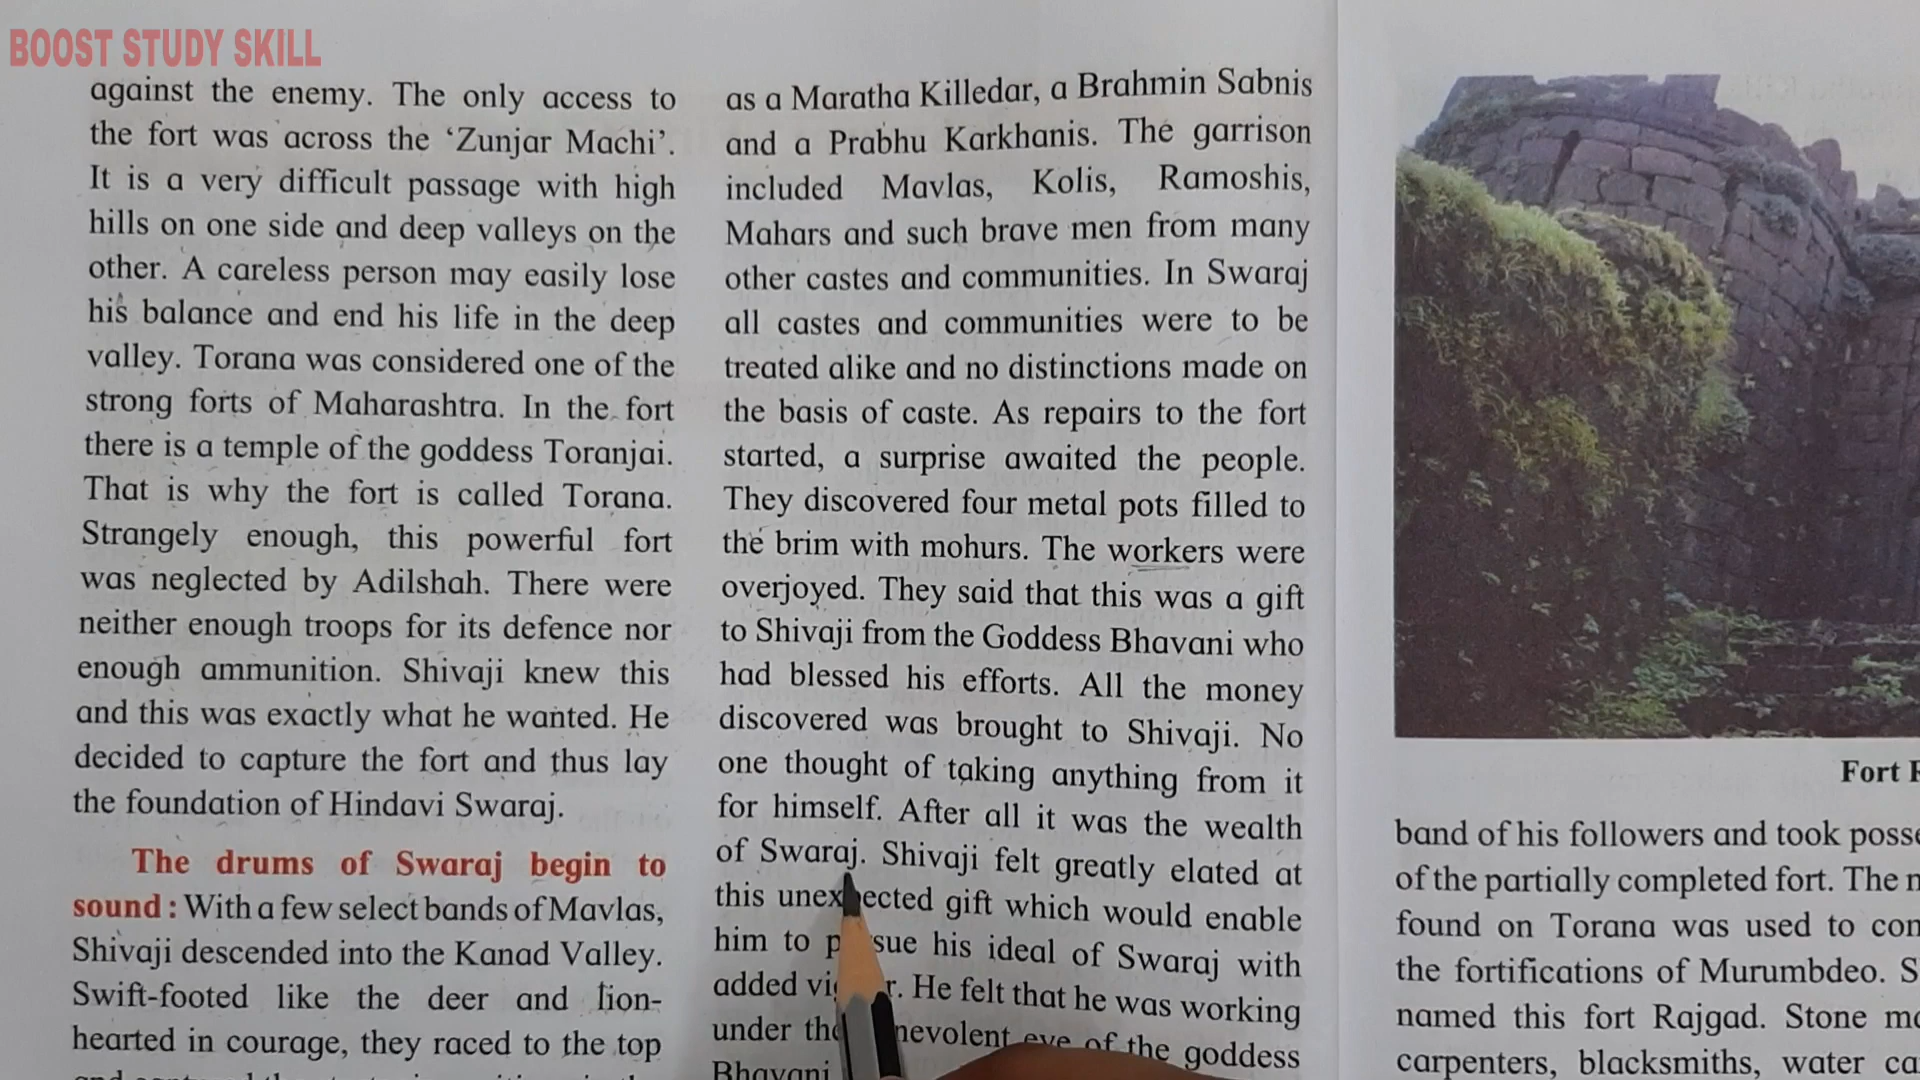 BOOST STUDY SKILL
against the enemy. The only access to
the fort was across the ‘Zunjar Machi’.
It is a very difficult passage with high
hills on one side and deep valleys on the
other. A careless person may easily lose
his balance and end his life in the deep
valley. Torana was considered one of the
strong forts of Maharashtra. In the fort
there is a temple of the goddess Toranjai.
That is why the fort is called Torana.
Strangely enough, this powerful fort
was neglected by Adilshah. There were
neither enough troops for its defence nor
enough ammunition. Shivaji knew this
and this was exactly what he wanted. He
decided to capture the fort and thus lay
the foundation of Hindavi Swaraj.
The drums of Swaraj begin to
sound : With a few select bands of Mavlas,
Shivaji descended into the Kanad Valley.
Swift-footed like the deer and lion-
hearted in courage, they raced to the top
as a Maratha Killedar, a Brahmin Sabnis
and a Prabhu Karkhanis. The garrison
included Mavlas, Kolis, Ramoshis,
Mahars and such brave men from many
other castes and communities. In Swaraj
all castes and communities were to be
treated alike and no distinctions made on
the basis of caste. As repairs to the fort
started, a surprise awaited the people.
They discovered four metal pots filled to
the brim with mohurs. The workers were
overjoyed. They said that this was a gift
to Shivaji from the Goddess Bhavani who
had blessed his efforts. All the money
discovered was brought to Shivaji. No
one thought of taking anything from it
for himself. After all it was the wealth
of Swaraj. Shivaji felt greatly elated at
this unexpected gift which would enable
him to pursue his ideal of Swaraj with
added vi r. He felt that he was working
under the nevolent eye of the goddess
Bhavani
Fort
band of his followers and took
of the partially completed fort. The
found on Torana was used to
the fortifications of Murumbdeo.
named this fort Rajgad. Stone
carpenters, blacksmiths, water